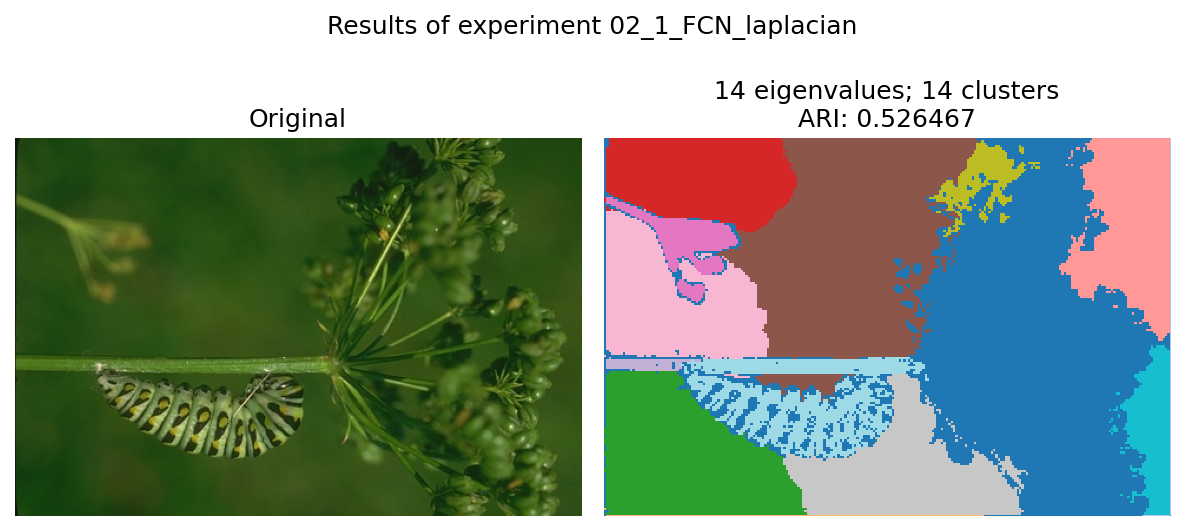 Results of experiment 02_1_FCN_laplacian
Original
14 eigenvalues; 14 clusters
ARI: 0.526467